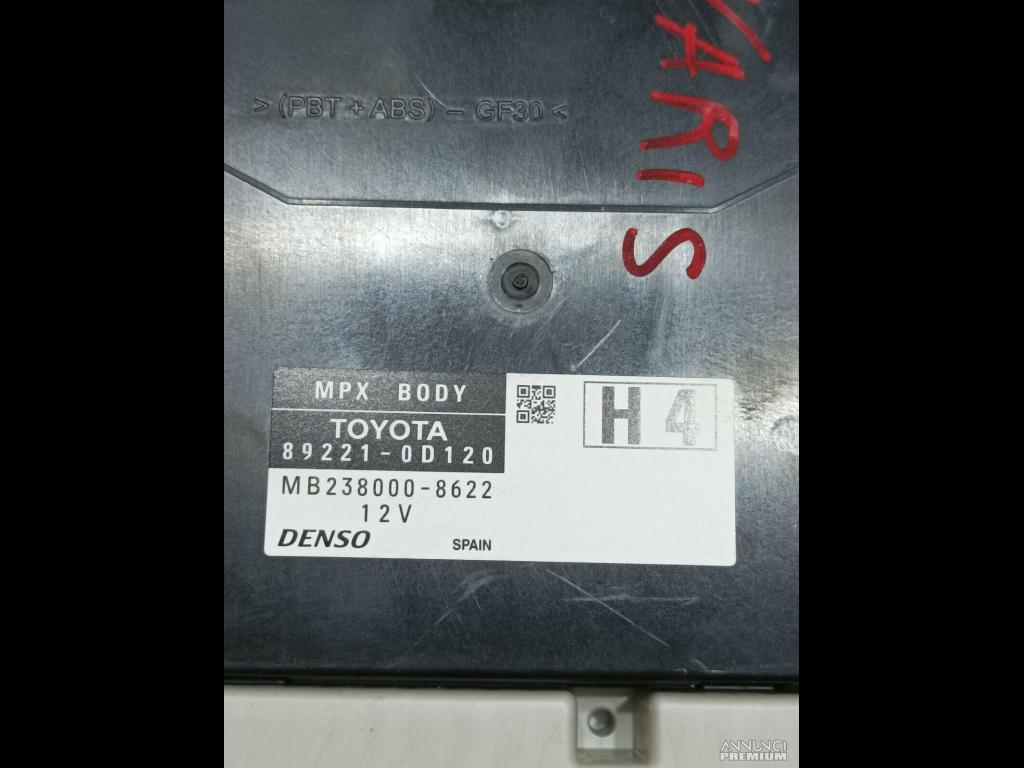 YARIS
> (PBT + ABS) - GF30 <
MPX BODY
H4
TOYOTA
89221-0D120
MB238000-8622
12V
DENSO
SPAIN
ANNUNCI
PREMIUM